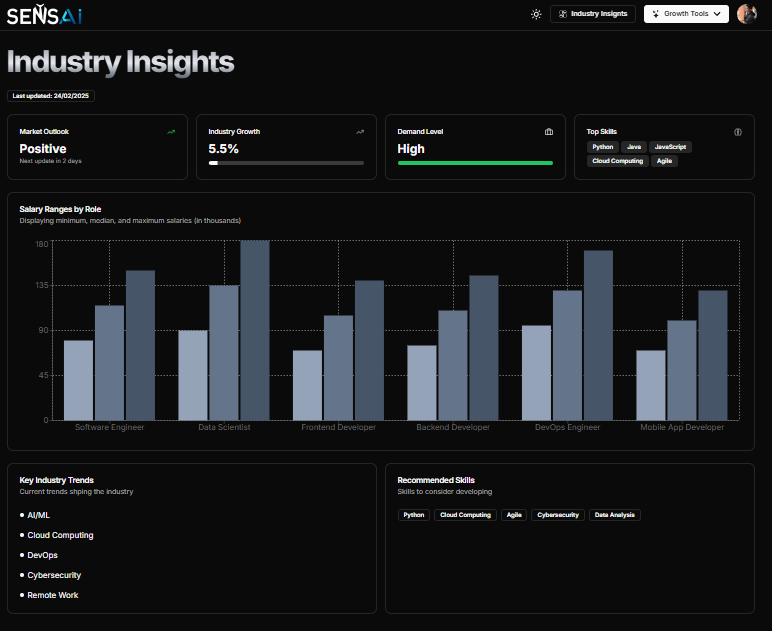 SENSAi
Industry Insignts
Growth Tools
Industry Insights
Last updated: 24/02/2025
Market Outlook
Positive
Next update in 2 days
Industry Growth
5.5%
Demand Level
High
Top Skills
Python Java JavaScript
Cloud Computing Agile
Salary Ranges by Role
Displaying minimum, median, and maximum salaries (in thousands)
180
135
90
45
0
Software Engineer Data Scientist Frontend Developer Backend Developer DevOps Engineer Mobile App Developer
Key Industry Trends
Current trends shping the industry
AI/ML
Cloud Computing
DevOps
Cybersecurity
Remote Work
Recommended Skills
Skills to consider developing
Python Cloud Computing Agile Cybersecurity Data Analysis